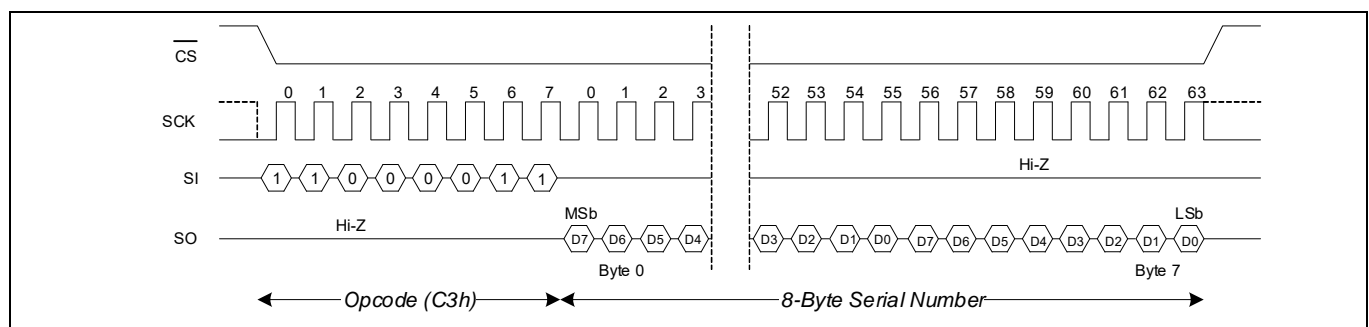 CS
0 1 2 3 4 5 6 7 0 1 2 3 52 53 54 55 56 57 58 59 60 61 62 63
SCK
Hi-Z
SI 1 1 0 0 0 0 1 1
Hi-Z MSb LSb
SO D7 D6 D5 D4 D3 D2 D1 D0 D7 D6 D5 D4 D3 D2 D1 D0
Byte 0 Byte 7
Opcode (C3h) 8-Byte Serial Number